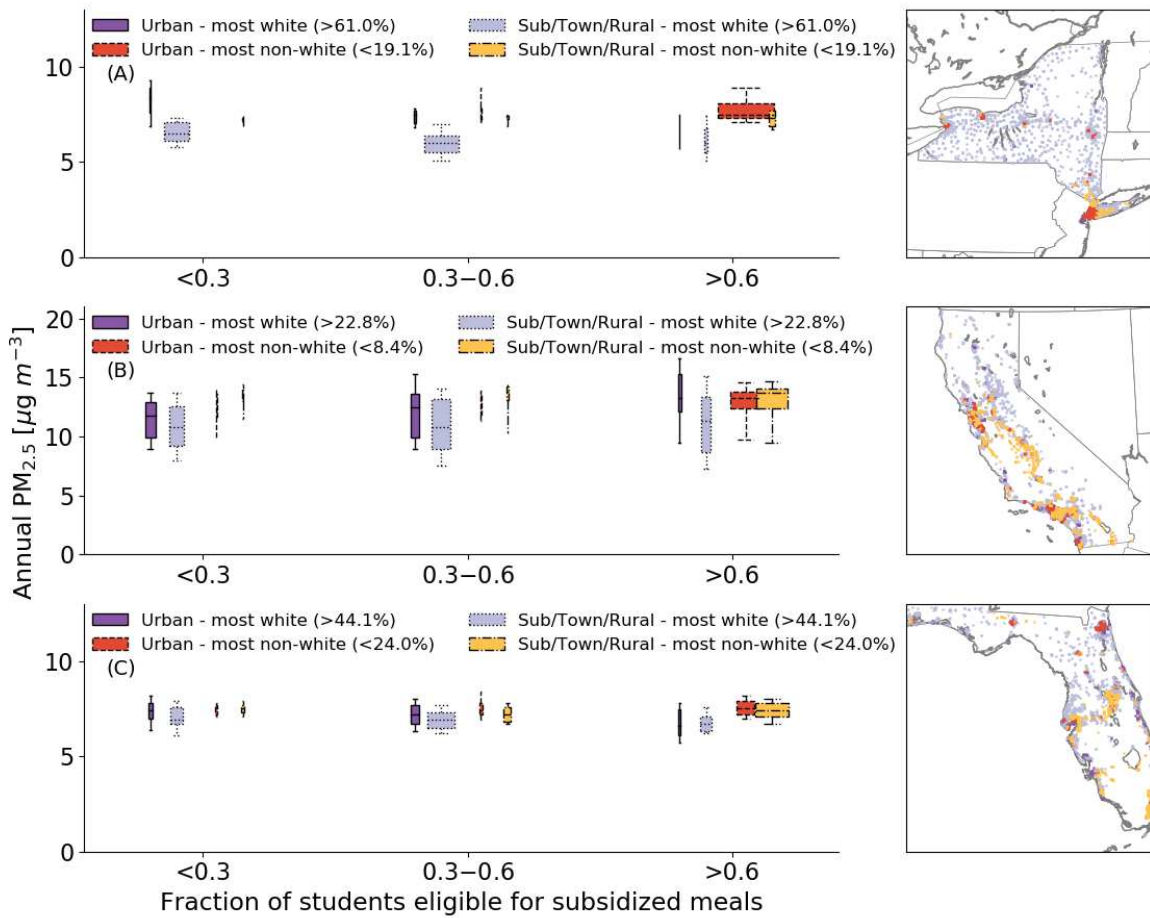 Urban - most white (>61.0%)
Sub/Town/Rural - most white (>61.0%)
Urban - most non-white (<19.1%)
Sub/Town/Rural - most non-white (<19.1%)
(A)
10
5
0
<0.3
0.3−0.6
>0.6
Urban - most white (>22.8%)
Sub/Town/Rural - most white (>22.8%)
Urban - most non-white (<8.4%)
Sub/Town/Rural - most non-white (<8.4%)
(B)
20
15
10
5
0
<0.3
0.3−0.6
>0.6
Annual PM2.5 [μg m−3]
Urban - most white (>44.1%)
Sub/Town/Rural - most white (>44.1%)
Urban - most non-white (<24.0%)
Sub/Town/Rural - most non-white (<24.0%)
(C)
10
5
0
<0.3
0.3−0.6
>0.6
Fraction of students eligible for subsidized meals